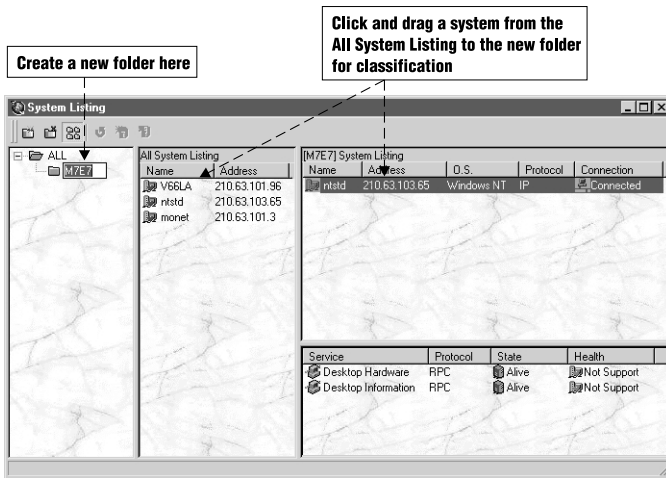 Click and drag a system from the
All System Listing to the new folder
for classification
Create a new folder here
System Listing
ALL
M7E7
All System Listing
Name Address
V66LA 210.63.101.96
ntstd 210.63.103.65
monet 210.63.101.3
[M7E7] System Listing
Name Address O.S. Protocol Connection
ntstd 210.63.103.65 Windows NT IP Connected
Service Protocol State Health
Desktop Hardware RPC Alive Not Support
Desktop Information RPC Alive Not Support